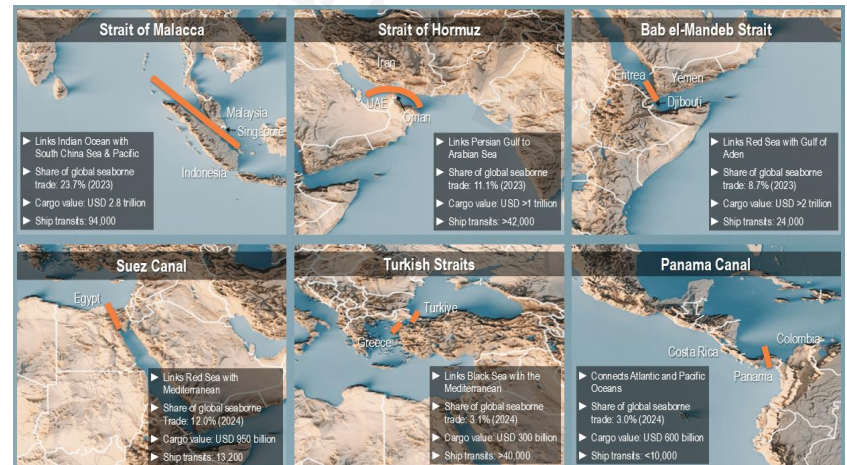 Strait of Malacca
Malaysia
Singapore
Indonesia
► Links Indian Ocean with
South China Sea & Pacific
► Share of global seaborne
trade: 23.7% (2023)
► Cargo value: USD 2.8 trillion
► Ship transits: 94,000
Strait of Hormuz
Iran
UAE
Oman
► Links Persian Gulf to
Arabian Sea
► Share of global seaborne
trade: 11.1% (2023)
► Cargo value: USD >1 trillion
► Ship transits: >42,000
Bab el-Mandeb Strait
Eritrea
Yemen
Djibouti
► Links Red Sea with Gulf of
Aden
► Share of global seaborne
trade: 8.7% (2023)
► Cargo value: USD >2 trillion
► Ship transits: 24,000
Suez Canal
Egypt
► Links Red Sea with
Mediterranean
► Share of global seaborne
Trade: 12.0% (2024)
► Cargo value: USD 950 billion
► Ship transits: 13,200
Turkish Straits
Türkiye
Greece
► Links Black Sea with the
Mediterranean
► Share of global seaborne
trade: 3.1% (2024)
► Cargo value: USD 300 billion
► Ship transits: >40,000
Panama Canal
Colombia
Costa Rica
Panama
► Connects Atlantic and Pacific
Oceans
► Share of global seaborne
trade: 3.0% (2024)
► Cargo value: USD 600 billion
► Ship transits: <10,000